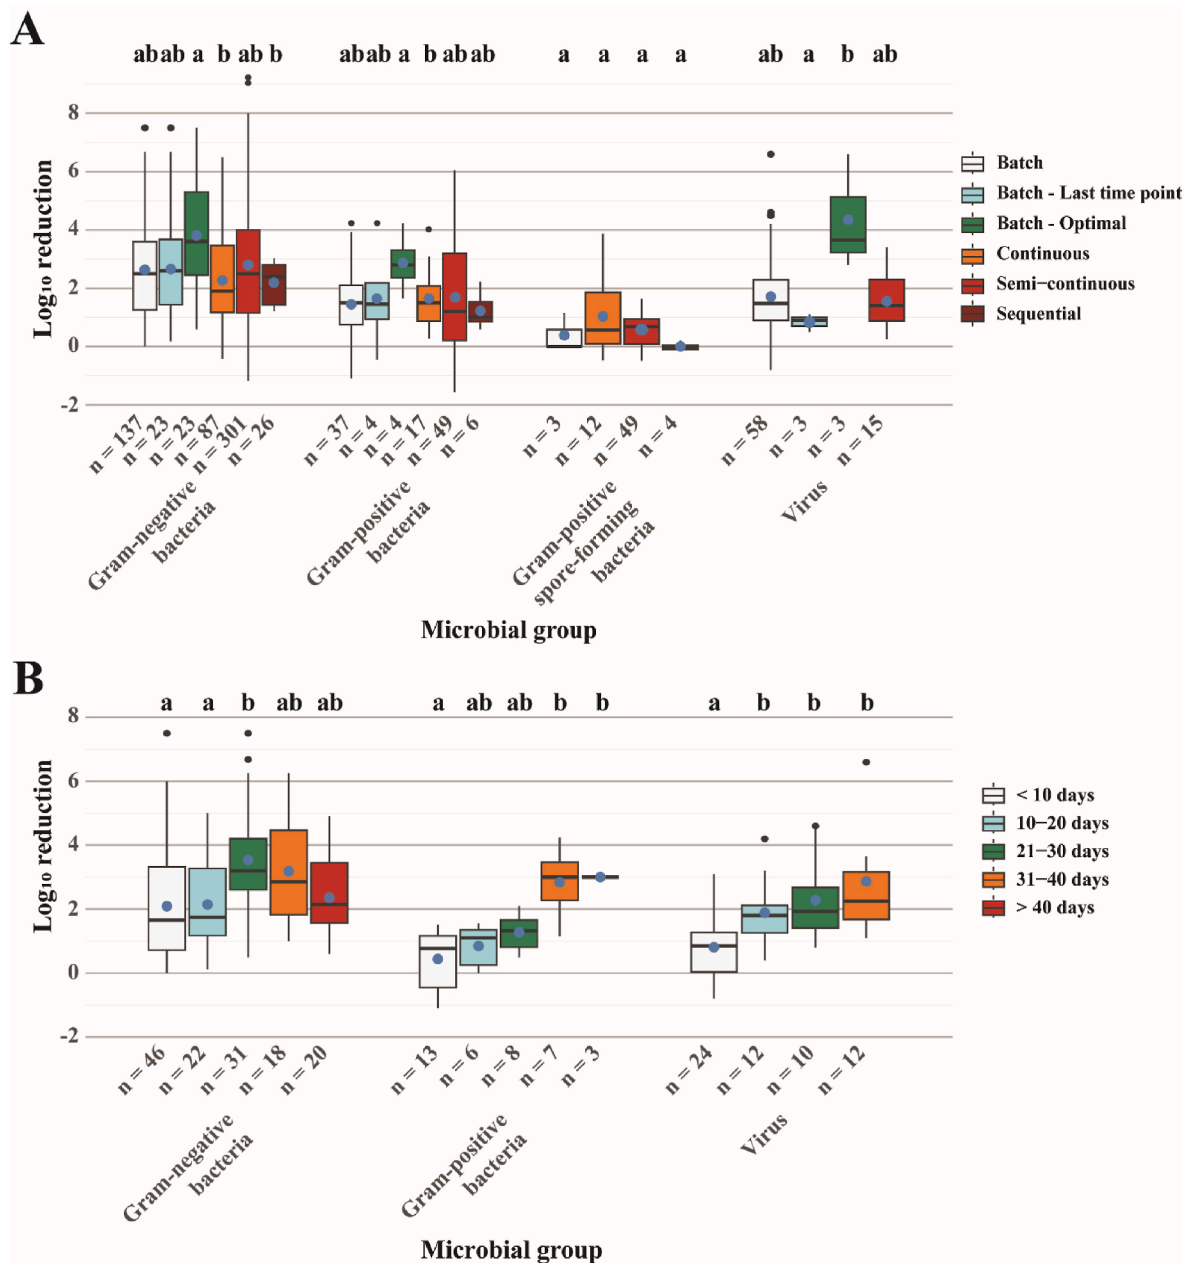 A
ab ab a b ab b
ab ab a b ab ab
a a a a
ab a b ab
Log₁₀ reduction
8
6
4
2
0
-2
Batch
Batch - Last time point
Batch - Optimal
Continuous
Semi-continuous
Sequential
n = 137
n = 23
n = 23
n = 87
n = 301
n = 26
n = 37
n = 4
n = 4
n = 17
n = 49
n = 6
n = 3
n = 12
n = 49
n = 4
n = 58
n = 3
n = 3
n = 15
Gram-negative
bacteria
Gram-positive
bacteria
Gram-positive
spore-forming
bacteria
Virus
Microbial group
B
a a b ab ab
a ab ab b b
a b b b
Log₁₀ reduction
8
6
4
2
0
-2
< 10 days
10−20 days
21−30 days
31−40 days
> 40 days
n = 46
n = 22
n = 31
n = 18
n = 20
n = 13
n = 6
n = 8
n = 7
n = 3
n = 24
n = 12
n = 10
n = 12
Gram-negative
bacteria
Gram-positive
bacteria
Virus
Microbial group